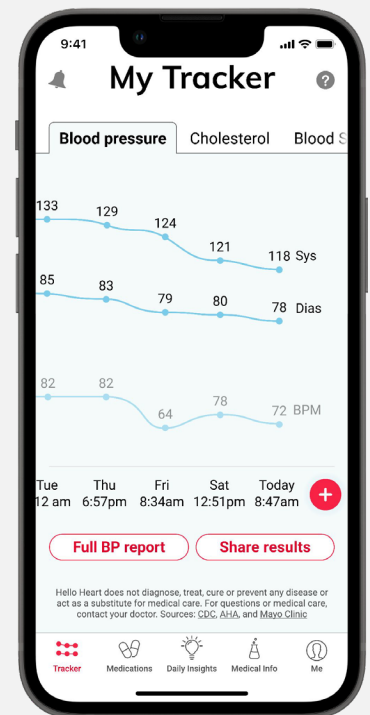 9:41
My Tracker
?
Blood pressure Cholesterol Blood S
133 129 124 121 118 Sys
85 83 79 80 78 Dias
82 82 64 78 72 BPM
Tue Thu Fri Sat Today
12 am 6:57pm 8:34am 12:51pm 8:47am
+
Full BP report Share results
Hello Heart does not diagnose, treat, cure or prevent any disease or
act as a substitute for medical care. For questions or medical care,
contact your doctor. Sources: CDC, AHA, and Mayo Clinic
Tracker Medications Daily Insights Medical Info Me